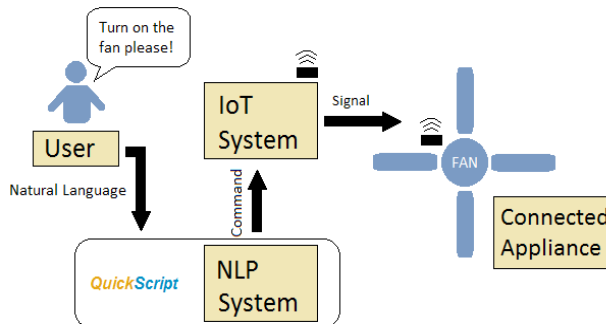 Turn on the
fan please!
User
Natural Language
QuickScript
NLP
System
Command
IoT
System
Signal
FAN
Connected
Appliance